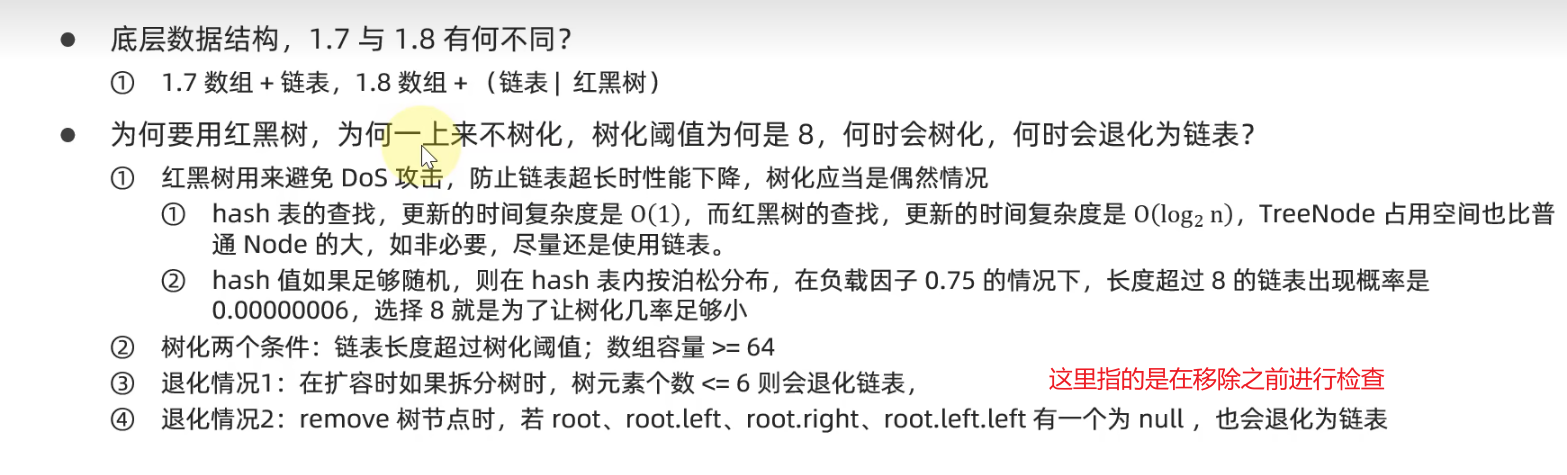 ● 底层数据结构，1.7 与 1.8 有何不同？
① 1.7 数组 + 链表，1.8 数组 + （链表 | 红黑树）
● 为何要用红黑树，为何一上来不树化，树化阈值为何是 8，何时会树化，何时会退化为链表？
① 红黑树用来避免 DoS 攻击，防止链表超长时性能下降，树化应当是偶然情况
① hash 表的查找，更新的时间复杂度是 O(1)，而红黑树的查找，更新的时间复杂度是 O(log₂ n)，TreeNode 占用空间也比普
通 Node 的大，如非必要，尽量还是使用链表。
② hash 值如果足够随机，则在 hash 表内按泊松分布，在负载因子 0.75 的情况下，长度超过 8 的链表出现概率是
0.00000006，选择 8 就是为了让树化几率足够小
② 树化两个条件：链表长度超过树化阈值；数组容量 >= 64
③ 退化情况1：在扩容时如果拆分树时，树元素个数 <= 6 则会退化链表，
这里指的是在移除之前进行检查
④ 退化情况2：remove 树节点时，若 root、root.left、root.right、root.left.left 有一个为 null ，也会退化为链表